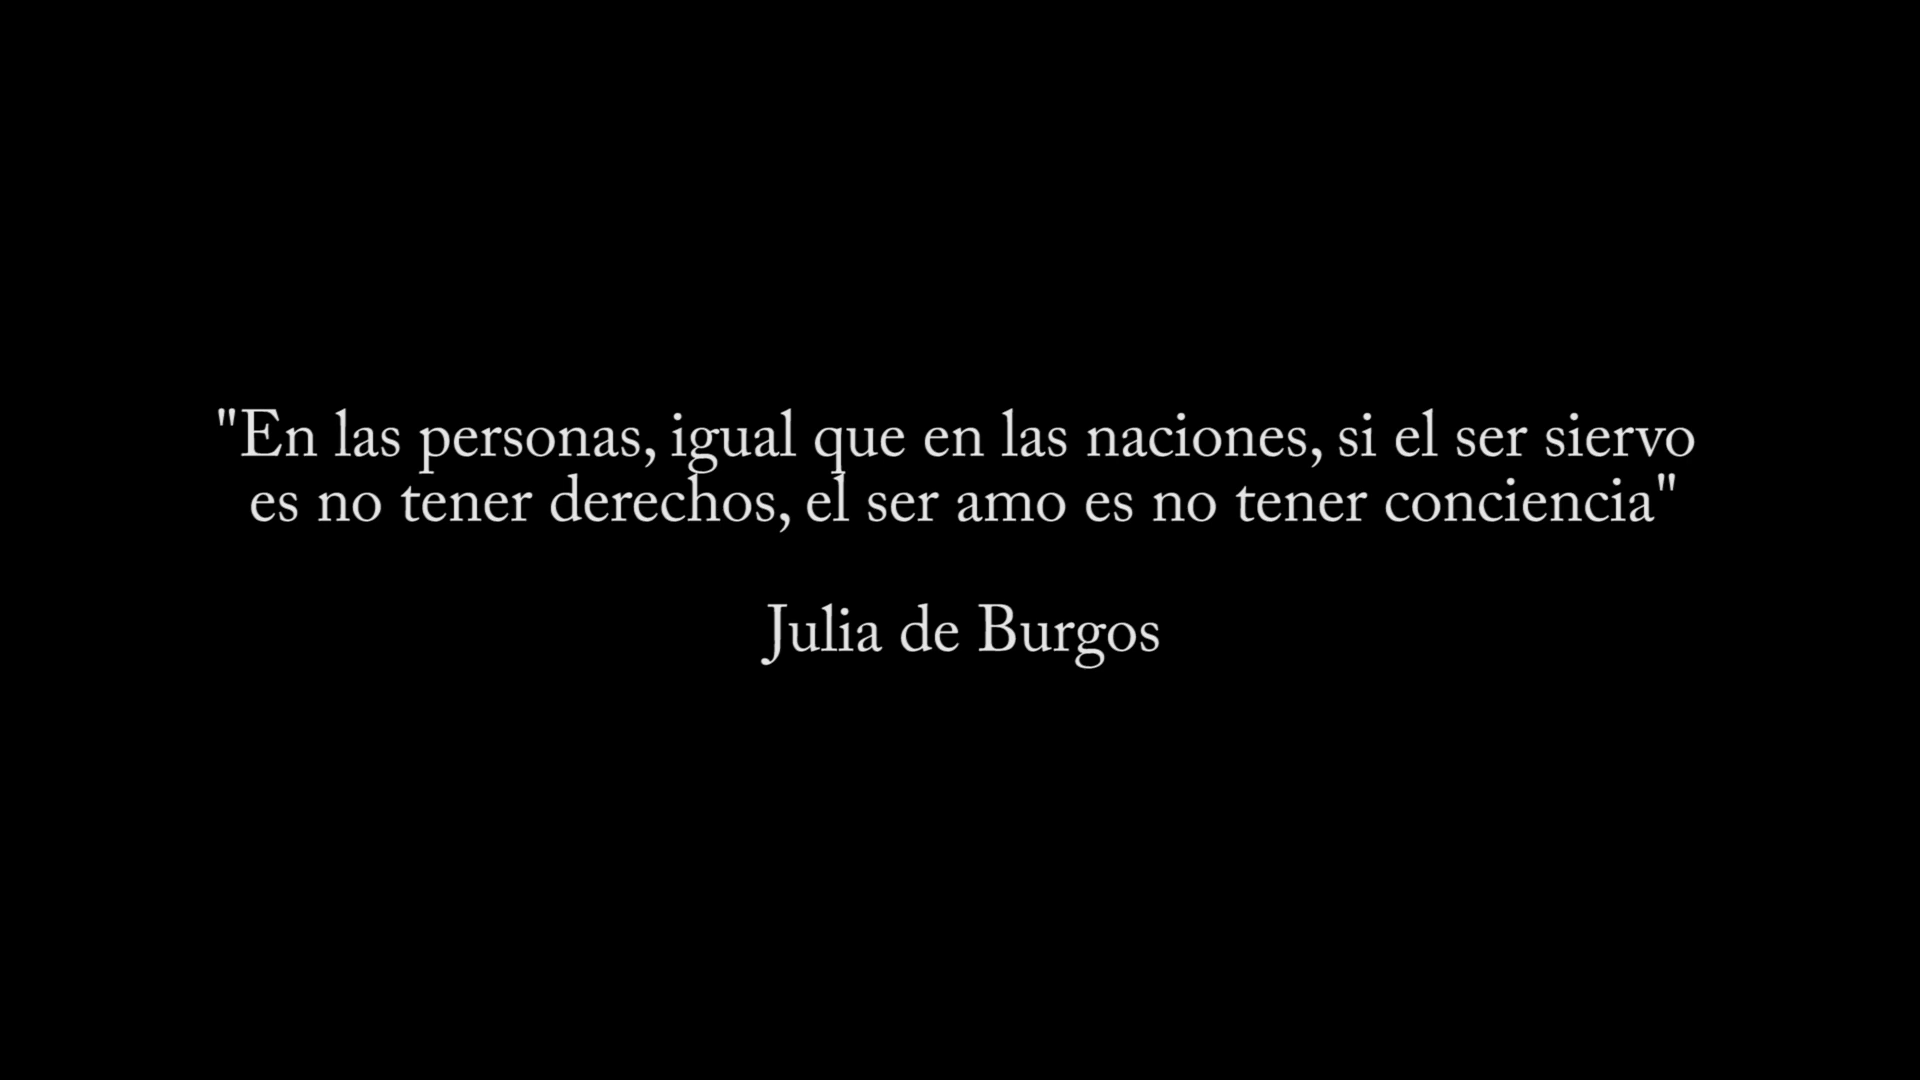 "En las personas, igual que en las naciones, si el ser siervo
es no tener derechos, el ser amo es no tener conciencia"
Julia de Burgos